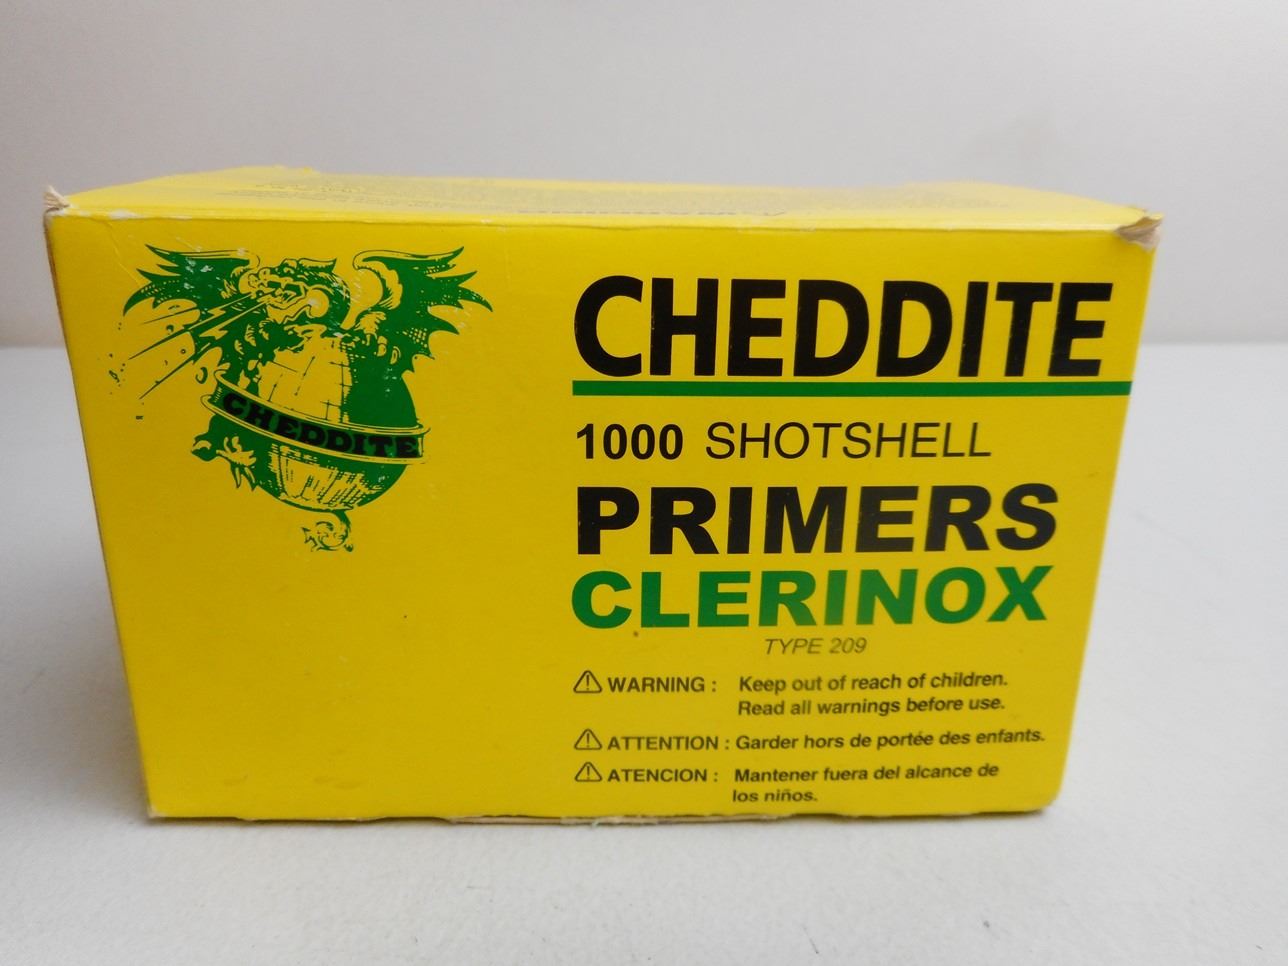 CHEDDITE
CHEDDITE
1000 SHOTSHELL
PRIMERS
CLERINOX
TYPE 209
⚠ WARNING : Keep out of reach of children.
Read all warnings before use.
⚠ ATTENTION : Garder hors de portée des enfants.
⚠ ATENCION : Mantener fuera del alcance de
los niños.